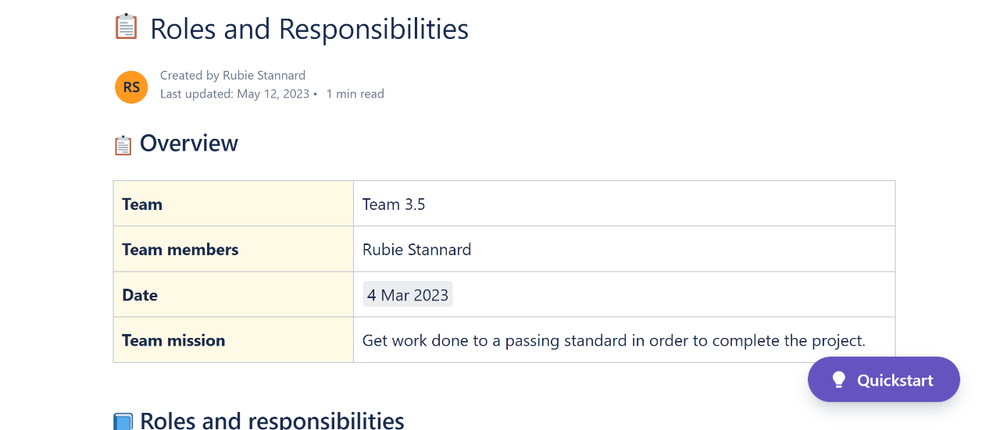 Roles and Responsibilities
RS
Created by Rubie Stannard
Last updated: May 12, 2023 • 1 min read
Overview
Team
Team 3.5
Team members
Rubie Stannard
Date
4 Mar 2023
Team mission
Get work done to a passing standard in order to complete the project.
Quickstart
Roles and responsibilities